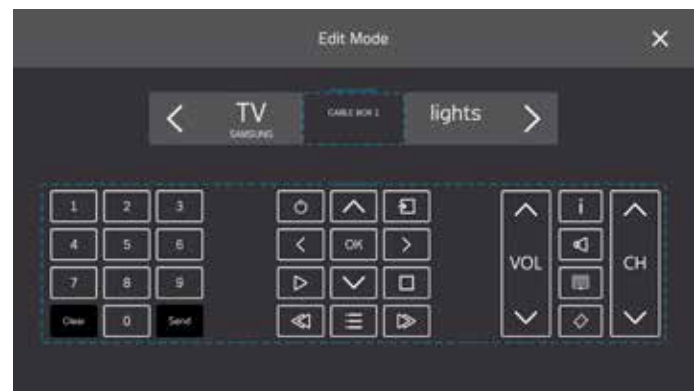 Edit Mode
TV
SAMSUNG
CABLE BOX 1
lights
1 2 3
4 5 6
7 8 9
Clear 0 Send
OK
VOL
i
CH